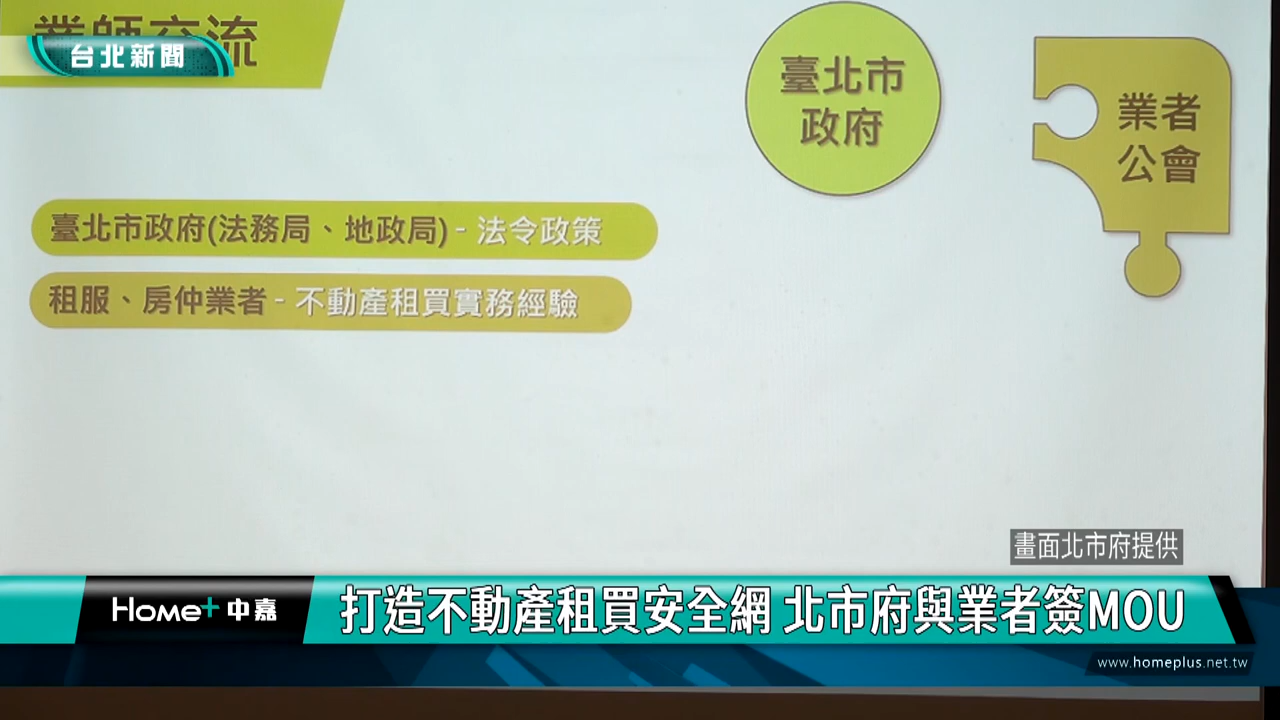 業師交流
台北新聞
臺北市
政府
業者
公會
臺北市政府(法務局、地政局) - 法令政策
租服、房仲業者 - 不動產租買實務經驗
畫面北市府提供
Home+ 中嘉
打造不動產租買安全網 北市府與業者簽MOU
www.homeplus.net.tw